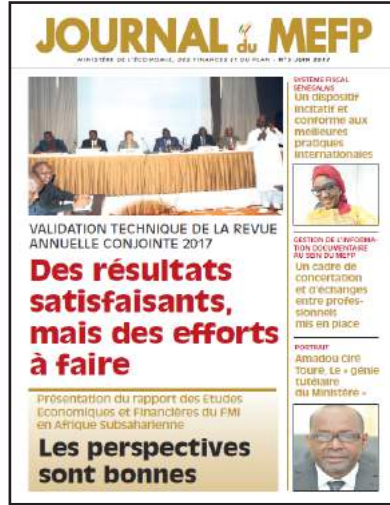 JOURNAL du MEFP
MINISTÈRE DE L'ÉCONOMIE, DES FINANCES ET DU PLAN - N°3 JUIN 2017
VALIDATION TECHNIQUE DE LA REVUE
ANNUELLE CONJOINTE 2017
Des résultats
satisfaisants,
mais des efforts
à faire
Présentation du rapport des Etudes
Economiques et Financières du FMI
en Afrique Subsaharienne
Les perspectives
sont bonnes
SYSTÈME FISCAL
SÉNÉGALAIS
Un dispositif
incitatif et
conforme aux
meilleures
pratiques
internationales
GESTION DE L'INFORMA-
TION DOCUMENTAIRE
AU SEIN DU MEFP
Un cadre de
concertation
et d'échanges
entre profes-
sionnels
mis en place
PORTRAIT
Amadou Ciré
Touré, Le « génie
tutélaire
du Ministère »